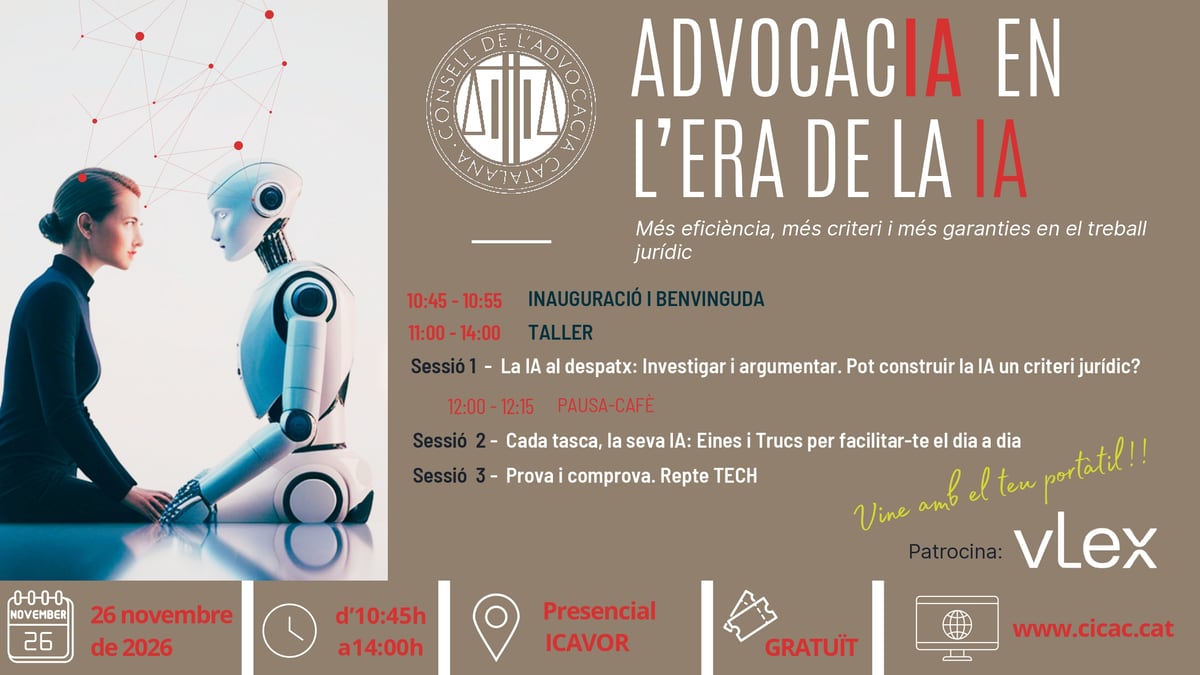 CONSELL DE L'ADVOCACIA CATALANA ·
ADVOCACIA EN
L'ERA DE LA IA
Més eficiència, més criteri i més garanties en el treball
jurídic
10:45 - 10:55 INAUGURACIÓ I BENVINGUDA
11:00 - 14:00 TALLER
Sessió 1 - La IA al despatx: Investigar i argumentar. Pot construir la IA un criteri jurídic?
12:00 - 12:15 PAUSA-CAFÈ
Sessió 2 - Cada tasca, la seva IA: Eines i Trucs per facilitar-te el dia a dia
Sessió 3 - Prova i comprova. Repte TECH
Vine amb el teu portàtil!!
Patrocina: vLex
NOVEMBER
26
26 novembre
de 2026
d'10:45h
a14:00h
Presencial
ICAVOR
GRATUÏT
www.cicac.cat